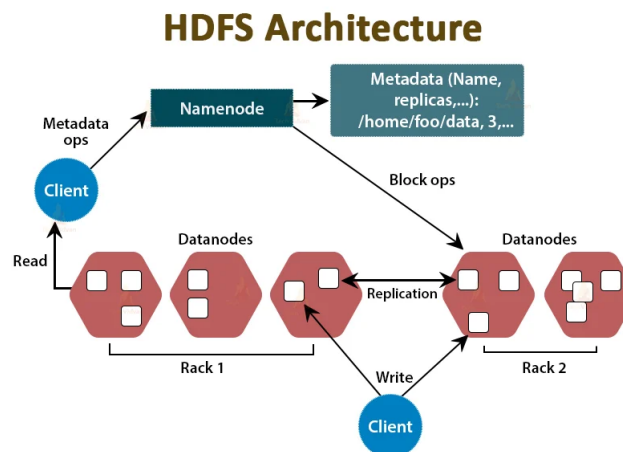 HDFS Architecture
Metadata (Name,
replicas,...):
/home/foo/data, 3,...
Namenode
Metadata
ops
Client
Block ops
Read
Datanodes
Datanodes
Replication
Rack 1
Write
Rack 2
Client